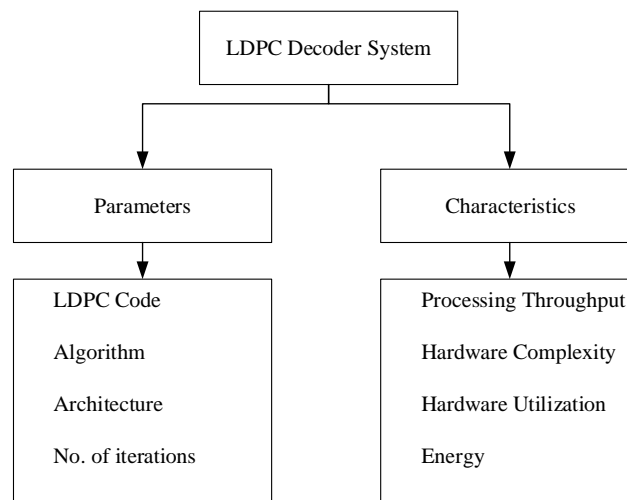 LDPC Decoder System
Parameters
Characteristics
LDPC Code
Algorithm
Architecture
No. of iterations
Processing Throughput
Hardware Complexity
Hardware Utilization
Energy